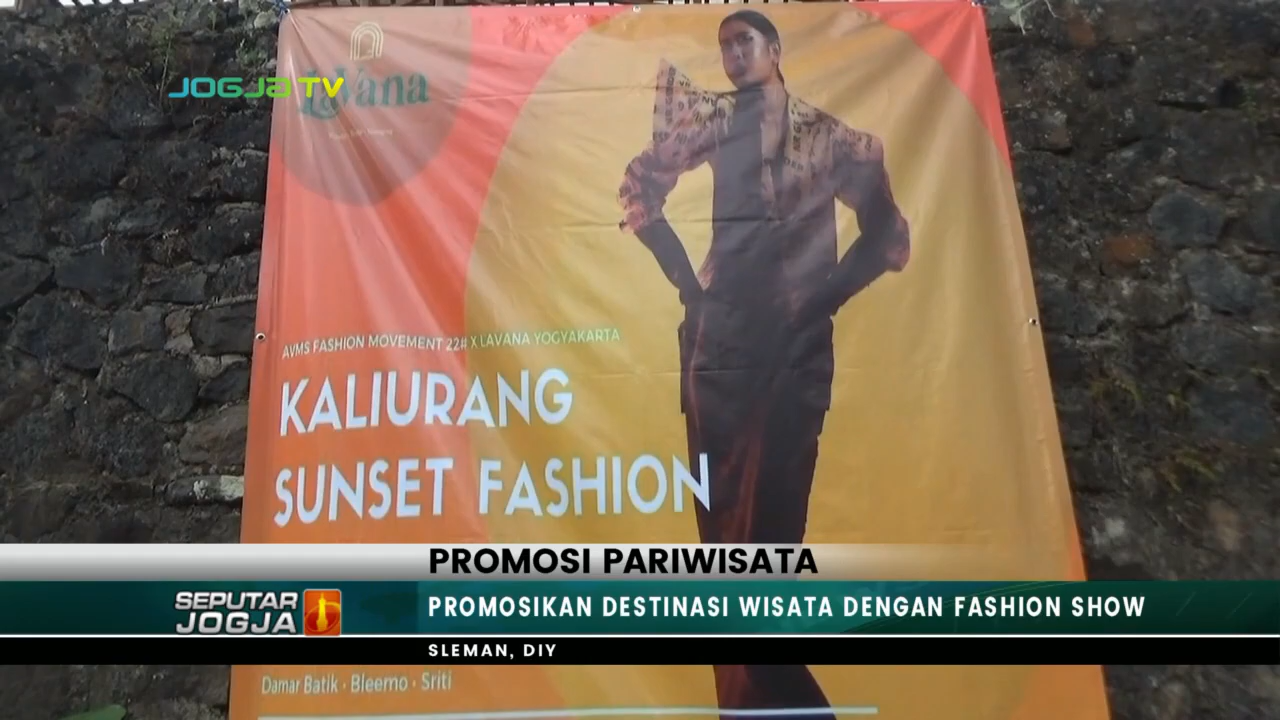 JOGJA TV
Lavana
AVMS FASHION MOVEMENT 22# X LAVANA YOGYAKARTA
KALIURANG
SUNSET FASHION
PROMOSI PARIWISATA
SEPUTAR
JOGJA
PROMOSIKAN DESTINASI WISATA DENGAN FASHION SHOW
SLEMAN, DIY
Damar Batik · Bleemo · Sriti